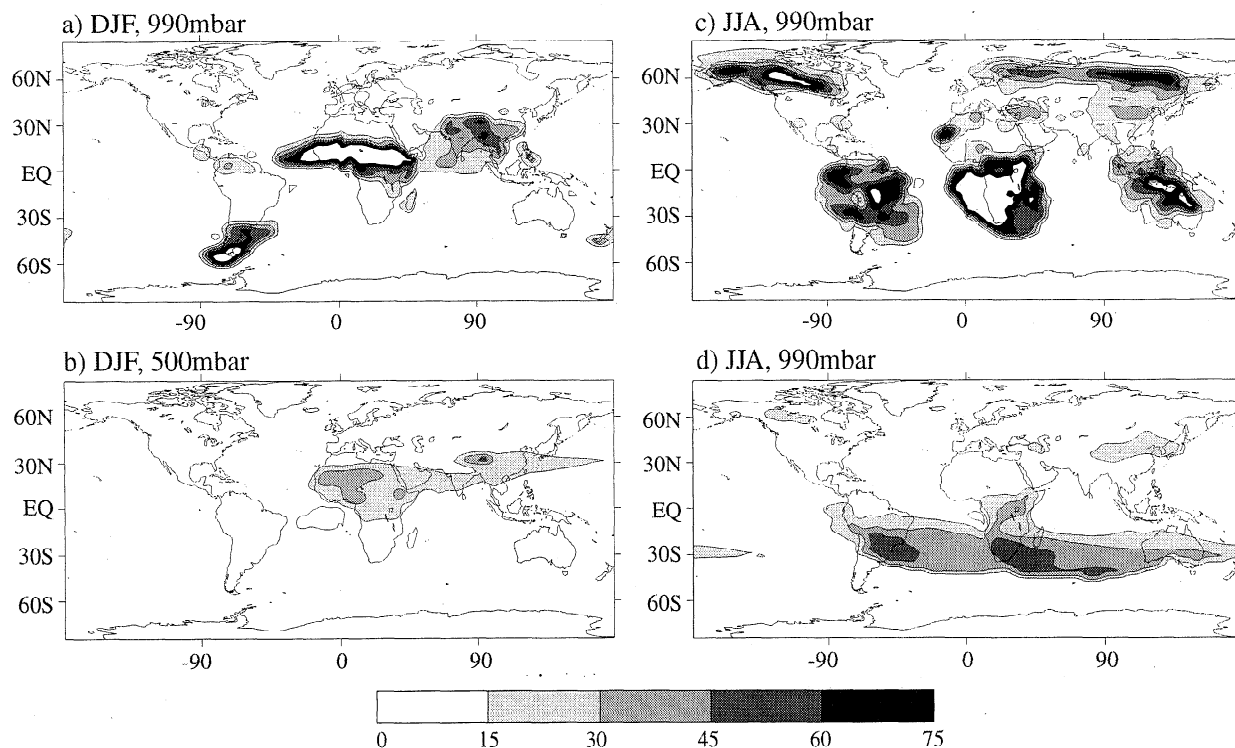 a) DJF, 990mbar
60N
30N
EQ
30S
60S
-90 0 90
c) JJA, 990mbar
60N
30N
EQ
30S
60S
-90 0 90
b) DJF, 500mbar
60N
30N
EQ
30S
60S
-90 0 90
d) JJA, 990mbar
60N
30N
EQ
30S
60S
-90 0 90
0 15 30 45 60 75